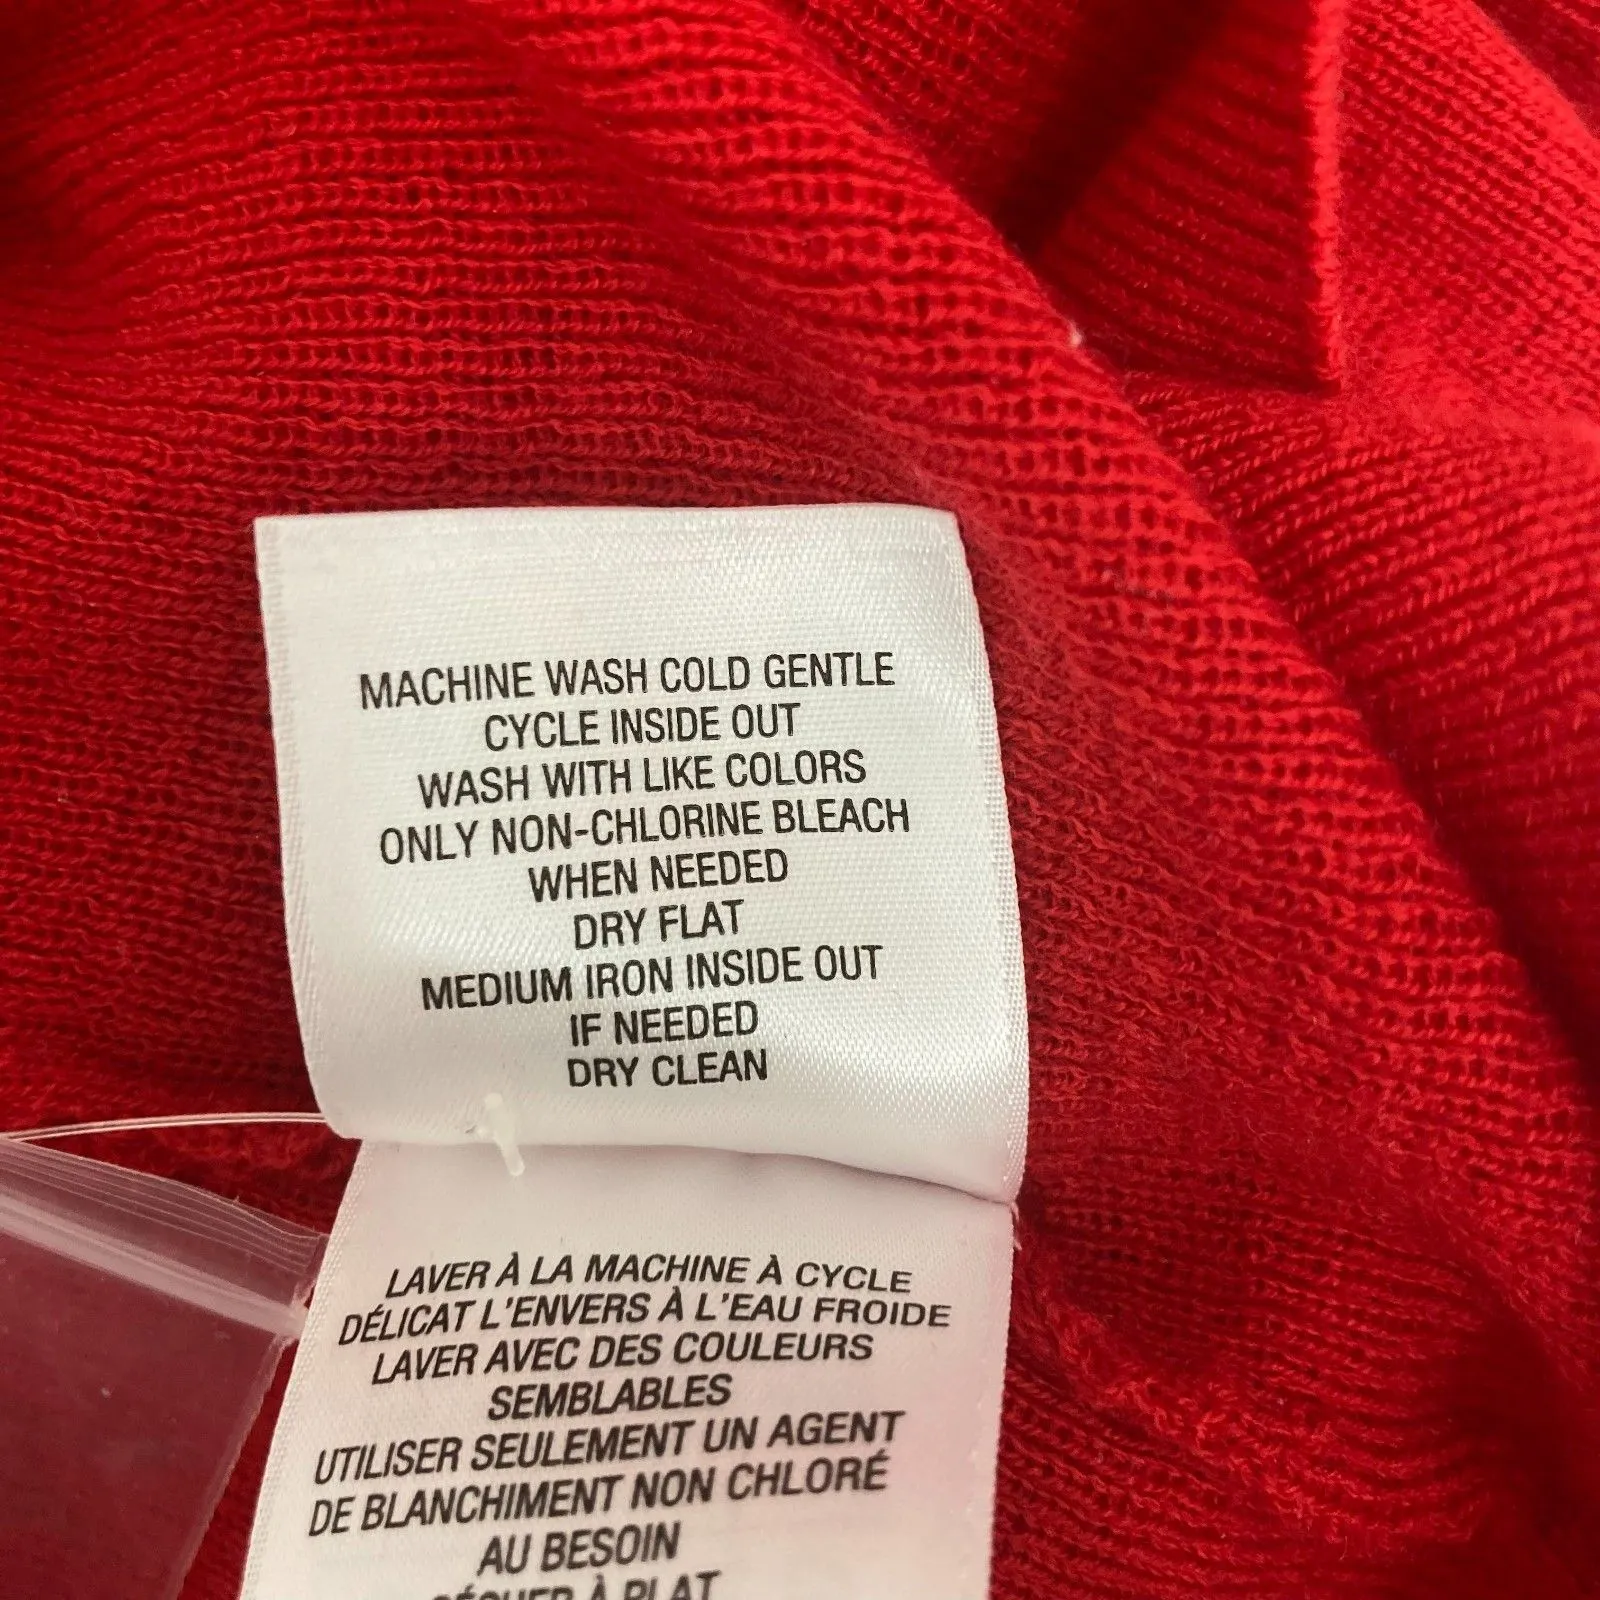 MACHINE WASH COLD GENTLE
CYCLE INSIDE OUT
WASH WITH LIKE COLORS
ONLY NON-CHLORINE BLEACH
WHEN NEEDED
DRY FLAT
MEDIUM IRON INSIDE OUT
IF NEEDED
DRY CLEAN
LAVER À LA MACHINE À CYCLE
DÉLICAT L'ENVERS À L'EAU FROIDE
LAVER AVEC DES COULEURS
SEMBLABLES
UTILISER SEULEMENT UN AGENT
DE BLANCHIMENT NON CHLORÉ
AU BESOIN
SÉCHER À PLAT